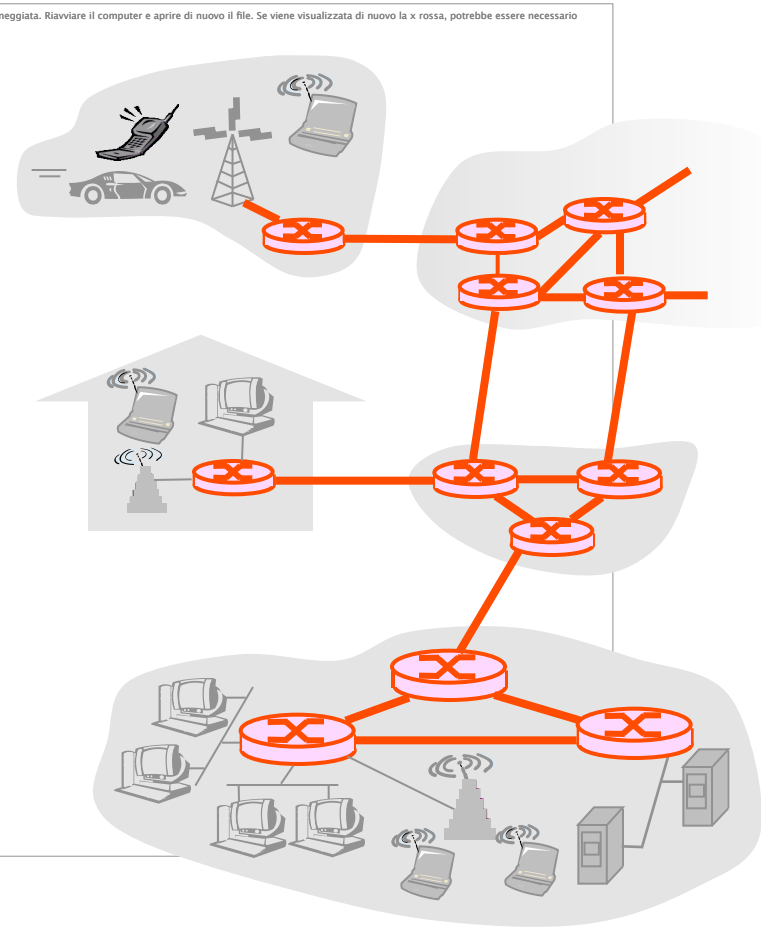 neggiata. Riavviare il computer e aprire di nuovo il file. Se viene visualizzata di nuovo la x rossa, potrebbe essere necessario